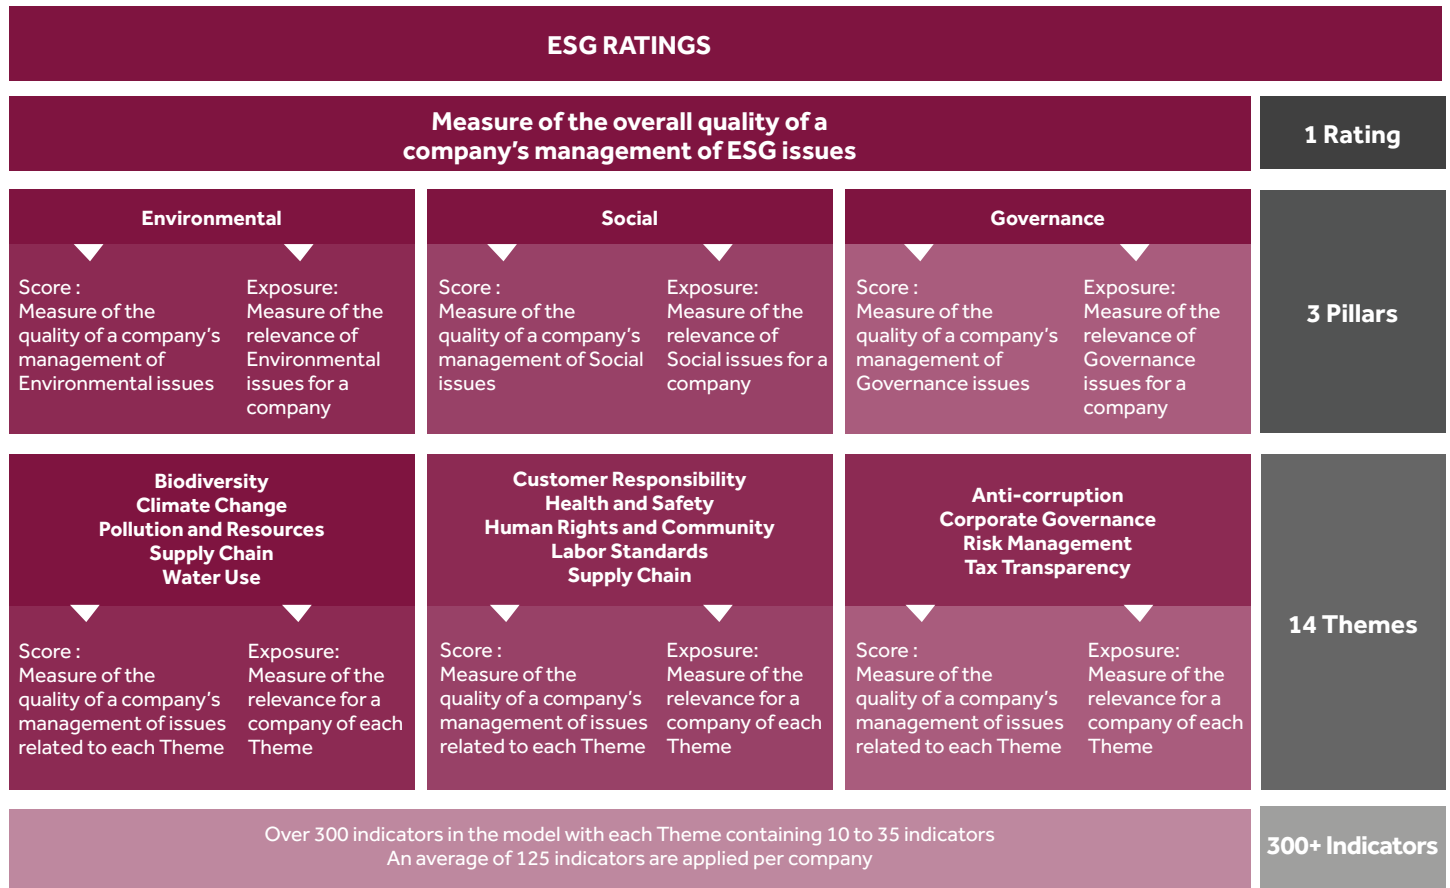 ESG RATINGS
Measure of the overall quality of a
company's management of ESG issues
1 Rating
Environmental
Score :
Measure of the
quality of a company's
management of
Environmental issues
Exposure:
Measure of the
relevance of
Environmental
issues for a
company
Social
Score :
Measure of the
quality of a company's
management of Social
issues
Exposure:
Measure of the
relevance of
Social issues for a
company
Governance
Score :
Measure of the
quality of a company's
management of
Governance issues
Exposure:
Measure of the
relevance of
Governance
issues for a
company
3 Pillars
Biodiversity
Climate Change
Pollution and Resources
Supply Chain
Water Use
Score :
Measure of the
quality of a company's
management of issues
related to each Theme
Exposure:
Measure of the
relevance for a
company of each
Theme
Customer Responsibility
Health and Safety
Human Rights and Community
Labor Standards
Supply Chain
Score :
Measure of the
quality of a company's
management of issues
related to each Theme
Exposure:
Measure of the
relevance for a
company of each
Theme
Anti-corruption
Corporate Governance
Risk Management
Tax Transparency
Score :
Measure of the
quality of a company's
management of issues
related to each Theme
Exposure:
Measure of the
relevance for a
company of each
Theme
14 Themes
Over 300 indicators in the model with each Theme containing 10 to 35 indicators
An average of 125 indicators are applied per company
300+ Indicators